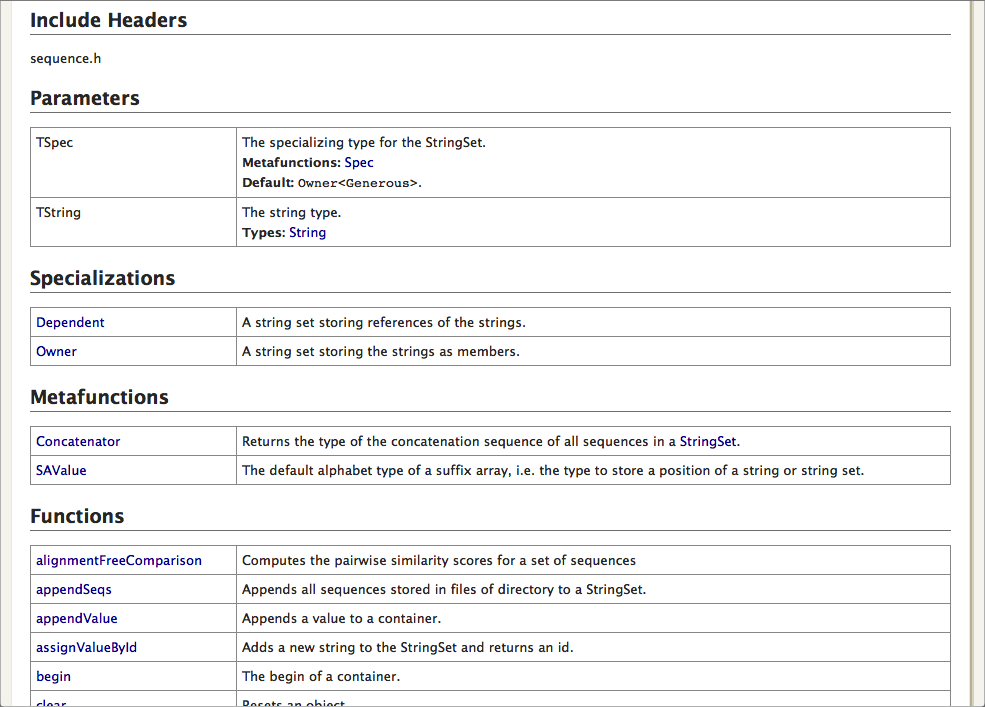 Include Headers
sequence.h
Parameters
TSpec The specializing type for the StringSet.
Metafunctions: Spec
Default: Owner<Generous>.
TString The string type.
Types: String
Specializations
Dependent A string set storing references of the strings.
Owner A string set storing the strings as members.
Metafunctions
Concatenator Returns the type of the concatenation sequence of all sequences in a StringSet.
SAValue The default alphabet type of a suffix array, i.e. the type to store a position of a string or string set.
Functions
alignmentFreeComparison Computes the pairwise similarity scores for a set of sequences
appendSeqs Appends all sequences stored in files of directory to a StringSet.
appendValue Appends a value to a container.
assignValueById Adds a new string to the StringSet and returns an id.
begin The begin of a container.
clear Resets an object.